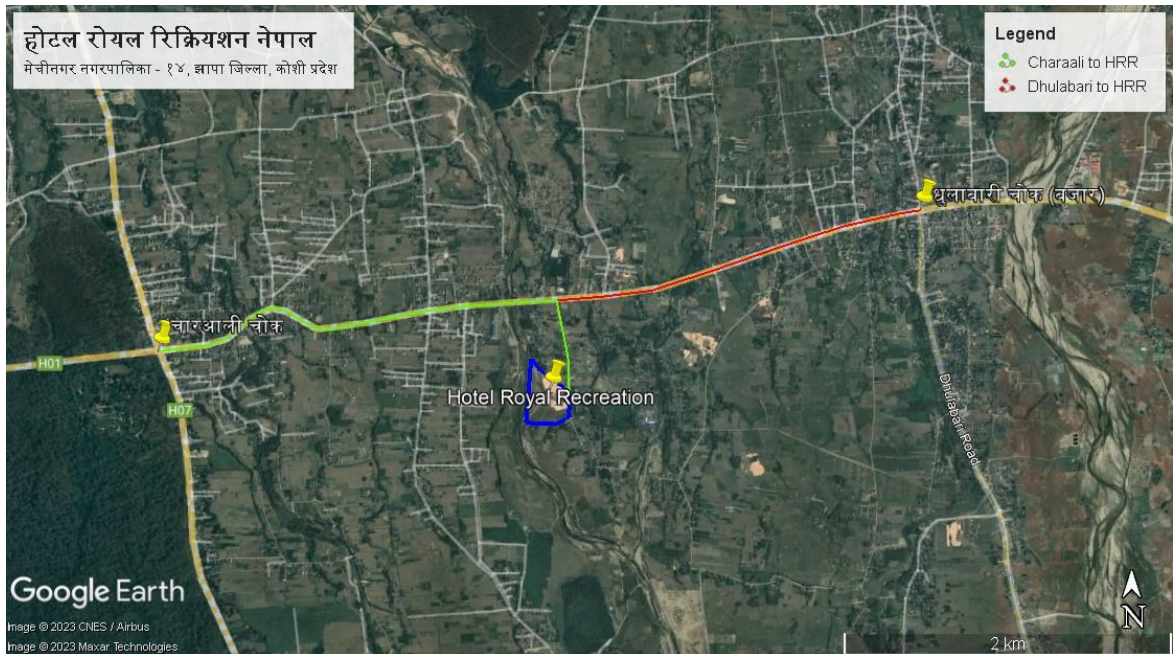 होटल रोयल रिक्रियशन नेपाल
मेचीनगर नगरपालिका - १४, झापा जिल्ला, कोशी प्रदेश
Legend
Charaali to HRR
Dhulabari to HRR
धुलावारी चोक (बजार)
चारआली चोक
H01
H07
Hotel Royal Recreation
Dhulabari Road
Google Earth
Image © 2023 CNES / Airbus
Image © 2023 Maxar Technologies
N
2 km